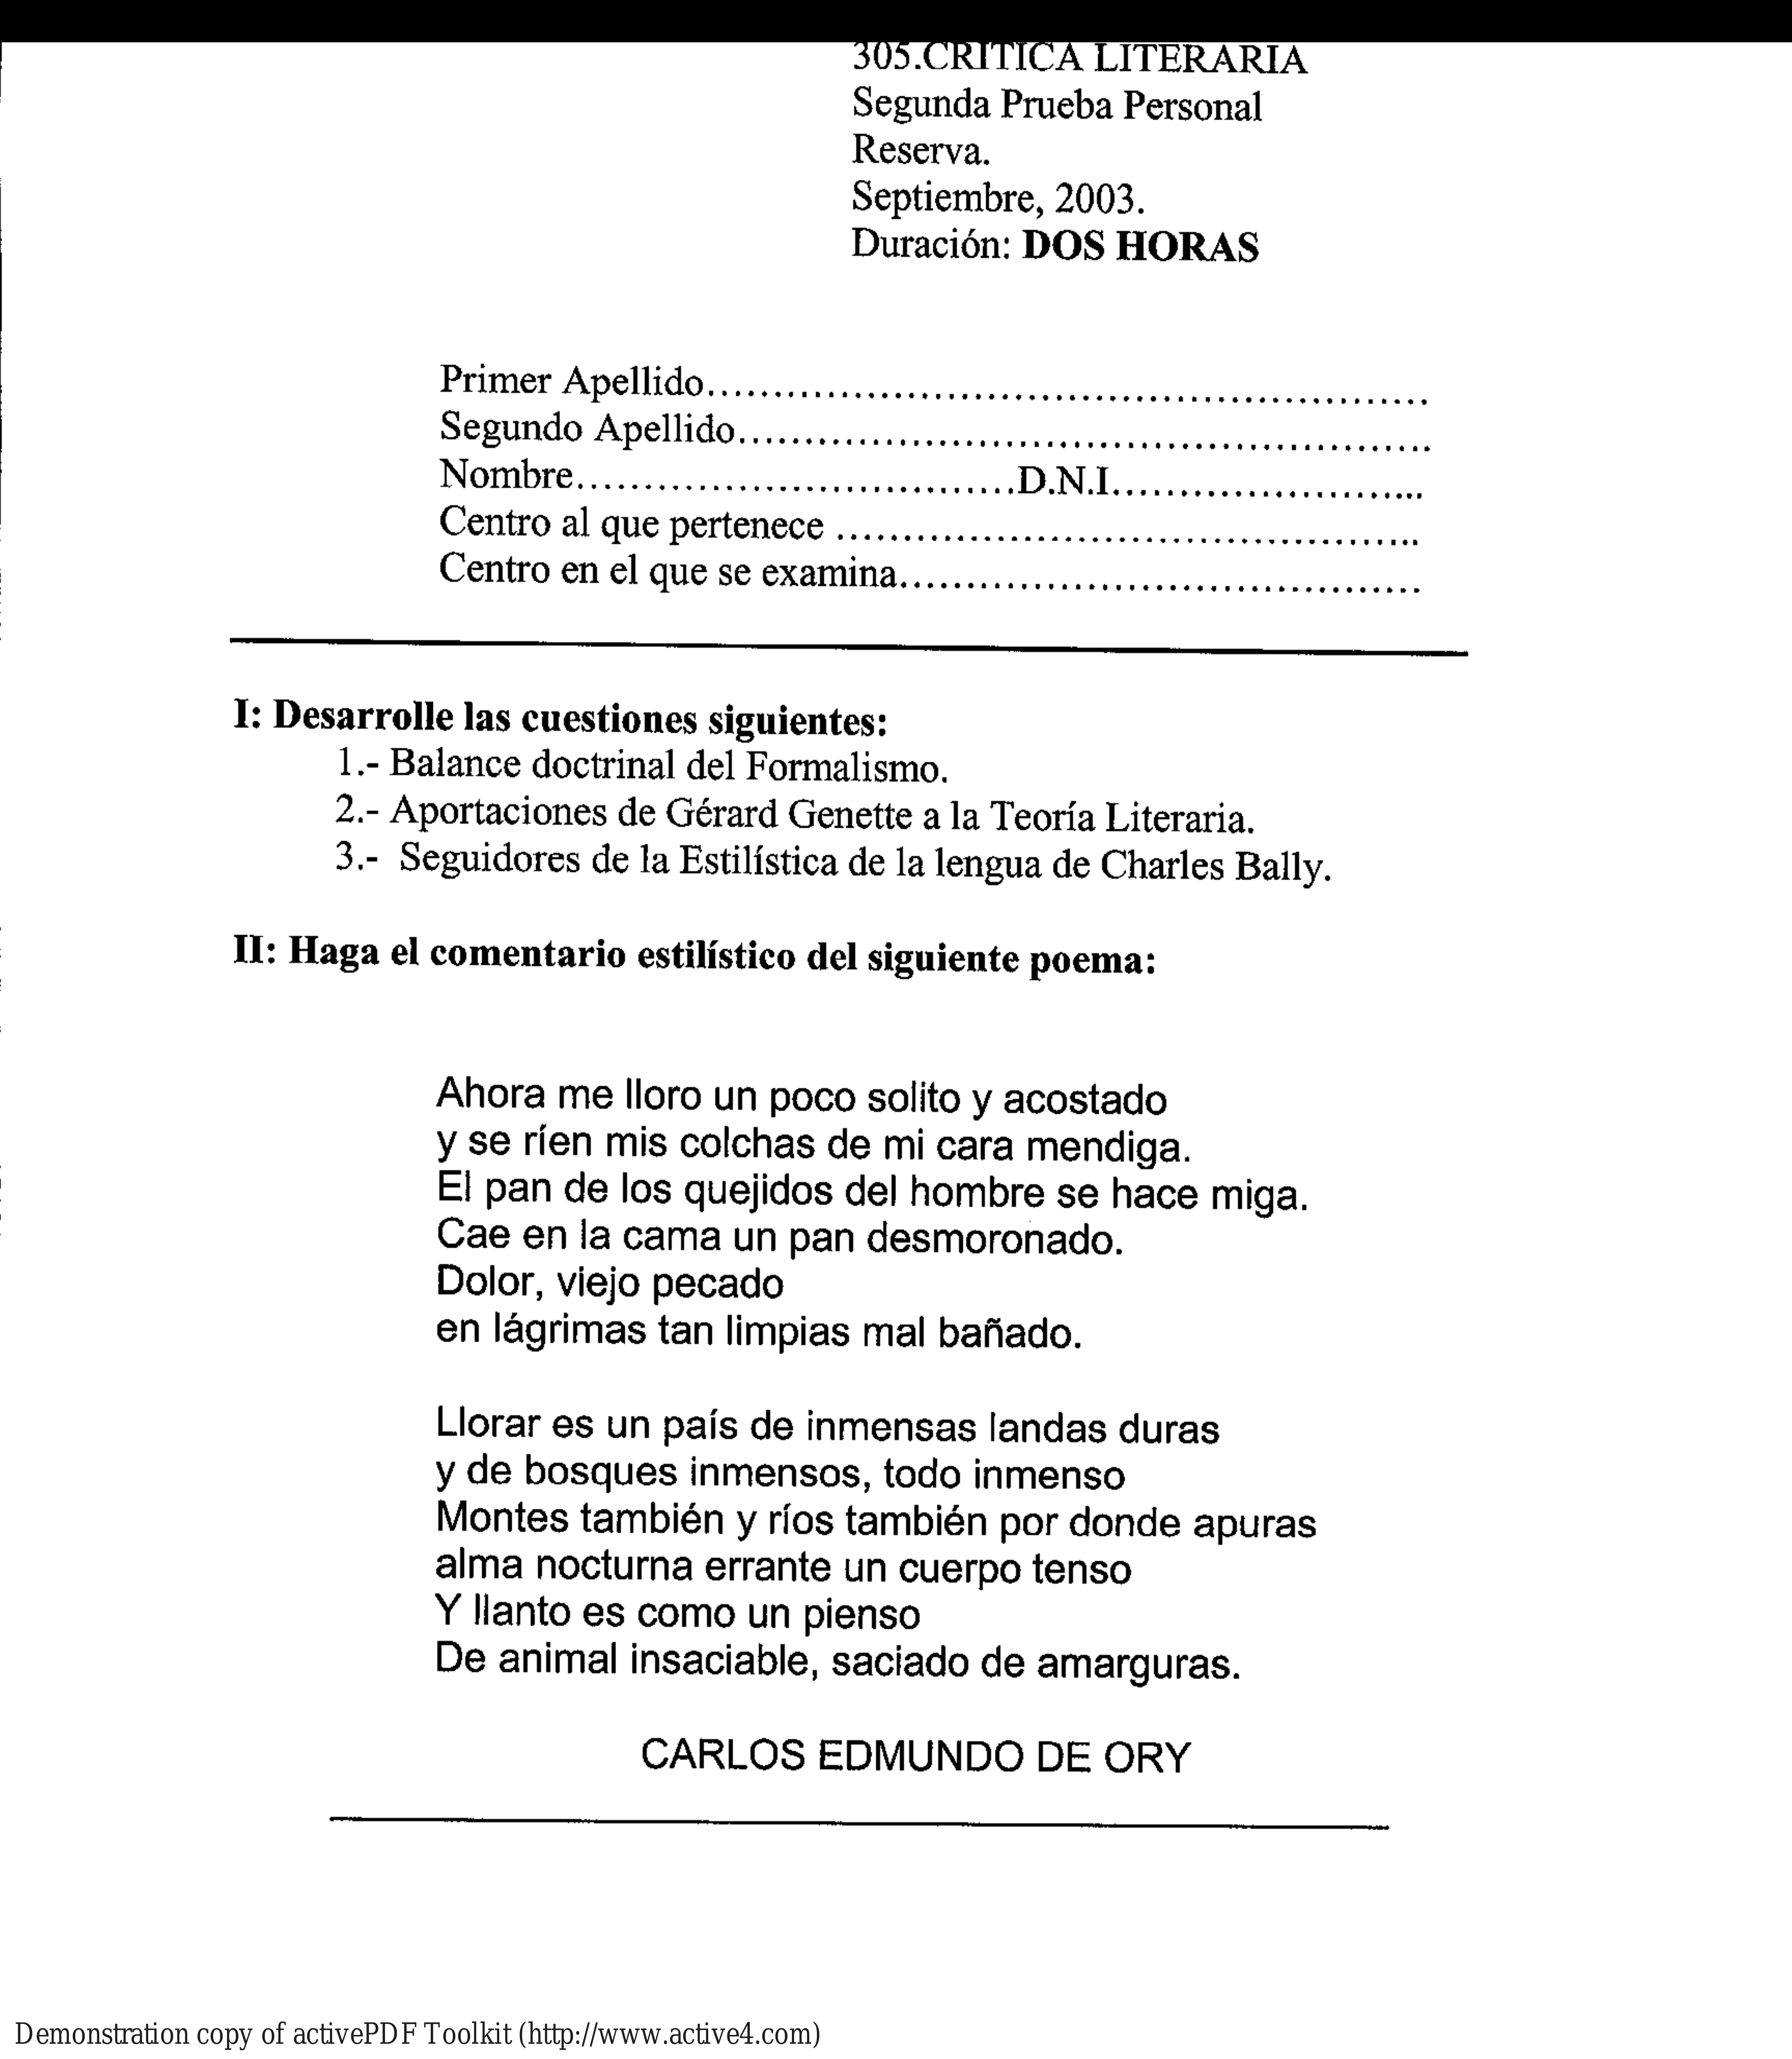 305.CRITICA LITERARIA
Segunda Prueba Personal
Reserva.
Septiembre, 2003.
Duración: DOS HORAS
Primer Apellido......................................................
Segundo Apellido....................................................
Nombre.................................D.N.I.......................
Centro al que pertenece ...........................................
Centro en el que se examina.......................................
I: Desarrolle las cuestiones siguientes:
1.- Balance doctrinal del Formalismo.
2.- Aportaciones de Gérard Genette a la Teoría Literaria.
3.- Seguidores de la Estilística de la lengua de Charles Bally.
II: Haga el comentario estilístico del siguiente poema:
Ahora me lloro un poco solito y acostado
y se ríen mis colchas de mi cara mendiga.
El pan de los quejidos del hombre se hace miga.
Cae en la cama un pan desmoronado.
Dolor, viejo pecado
en lágrimas tan limpias mal bañado.
Llorar es un país de inmensas landas duras
y de bosques inmensos, todo inmenso
Montes también y ríos también por donde apuras
alma nocturna errante un cuerpo tenso
Y llanto es como un pienso
De animal insaciable, saciado de amarguras.
CARLOS EDMUNDO DE ORY
Demonstration copy of activePDF Toolkit (http://www.active4.com)